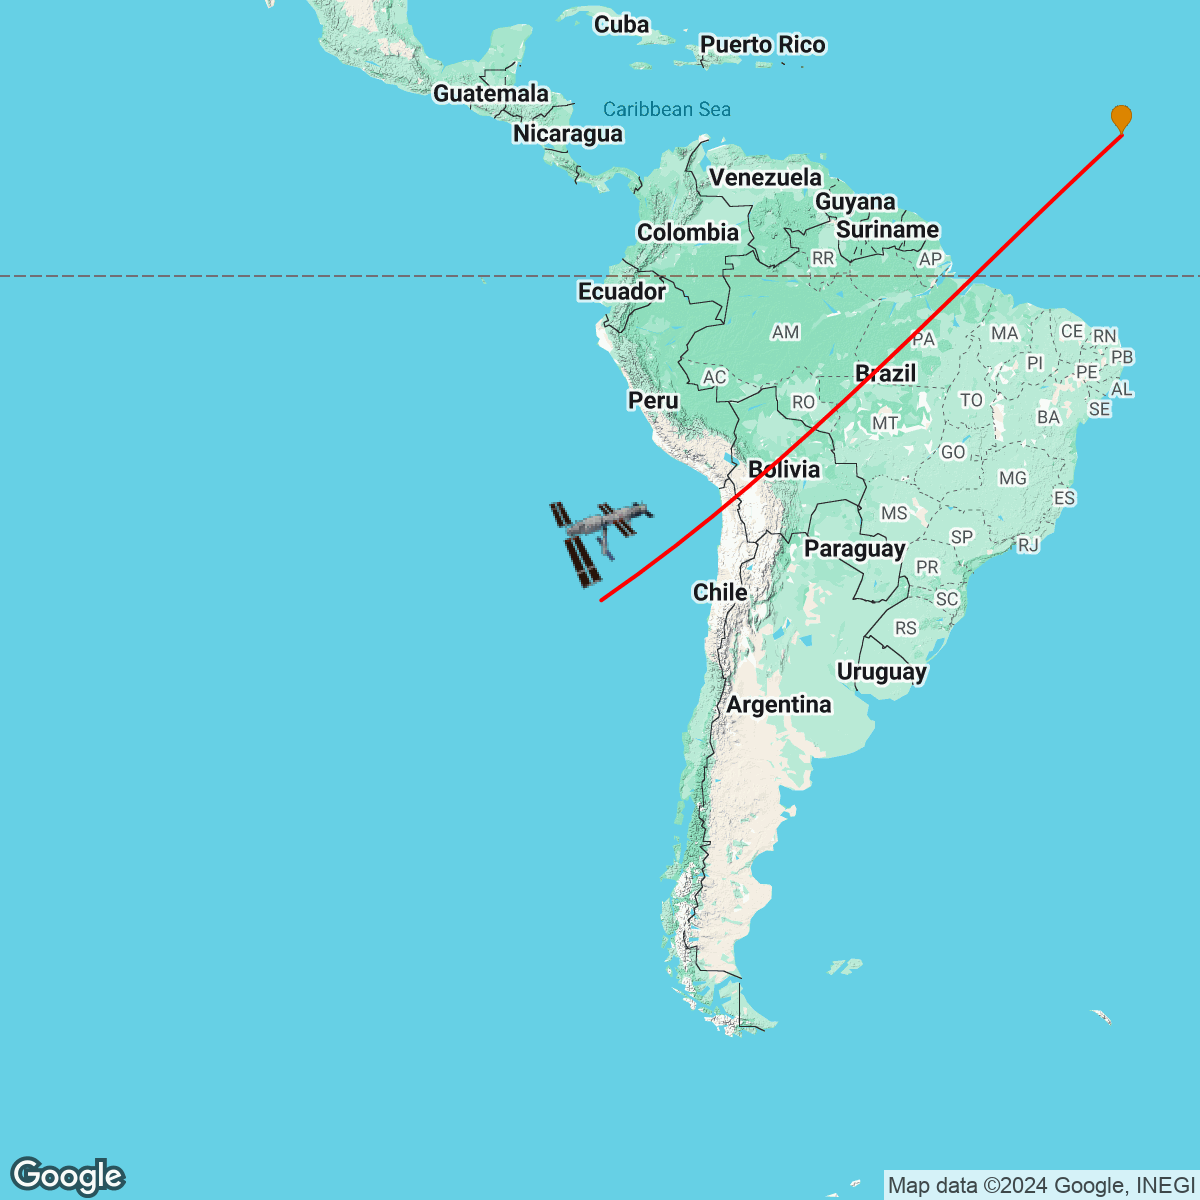 Cuba
Puerto Rico
Guatemala
Caribbean Sea
Nicaragua
Venezuela
Guyana
Colombia
Suriname
RR
AP
Ecuador
AM
PA
MA
CE
RN
PI
PB
Brazil
PE
AC
AL
Peru
RO
TO
SE
MT
BA
GO
Bolivia
MG
ES
MS
SP
RJ
Paraguay
PR
Chile
SC
RS
Uruguay
Argentina
Google
Map data ©2024 Google, INEGI